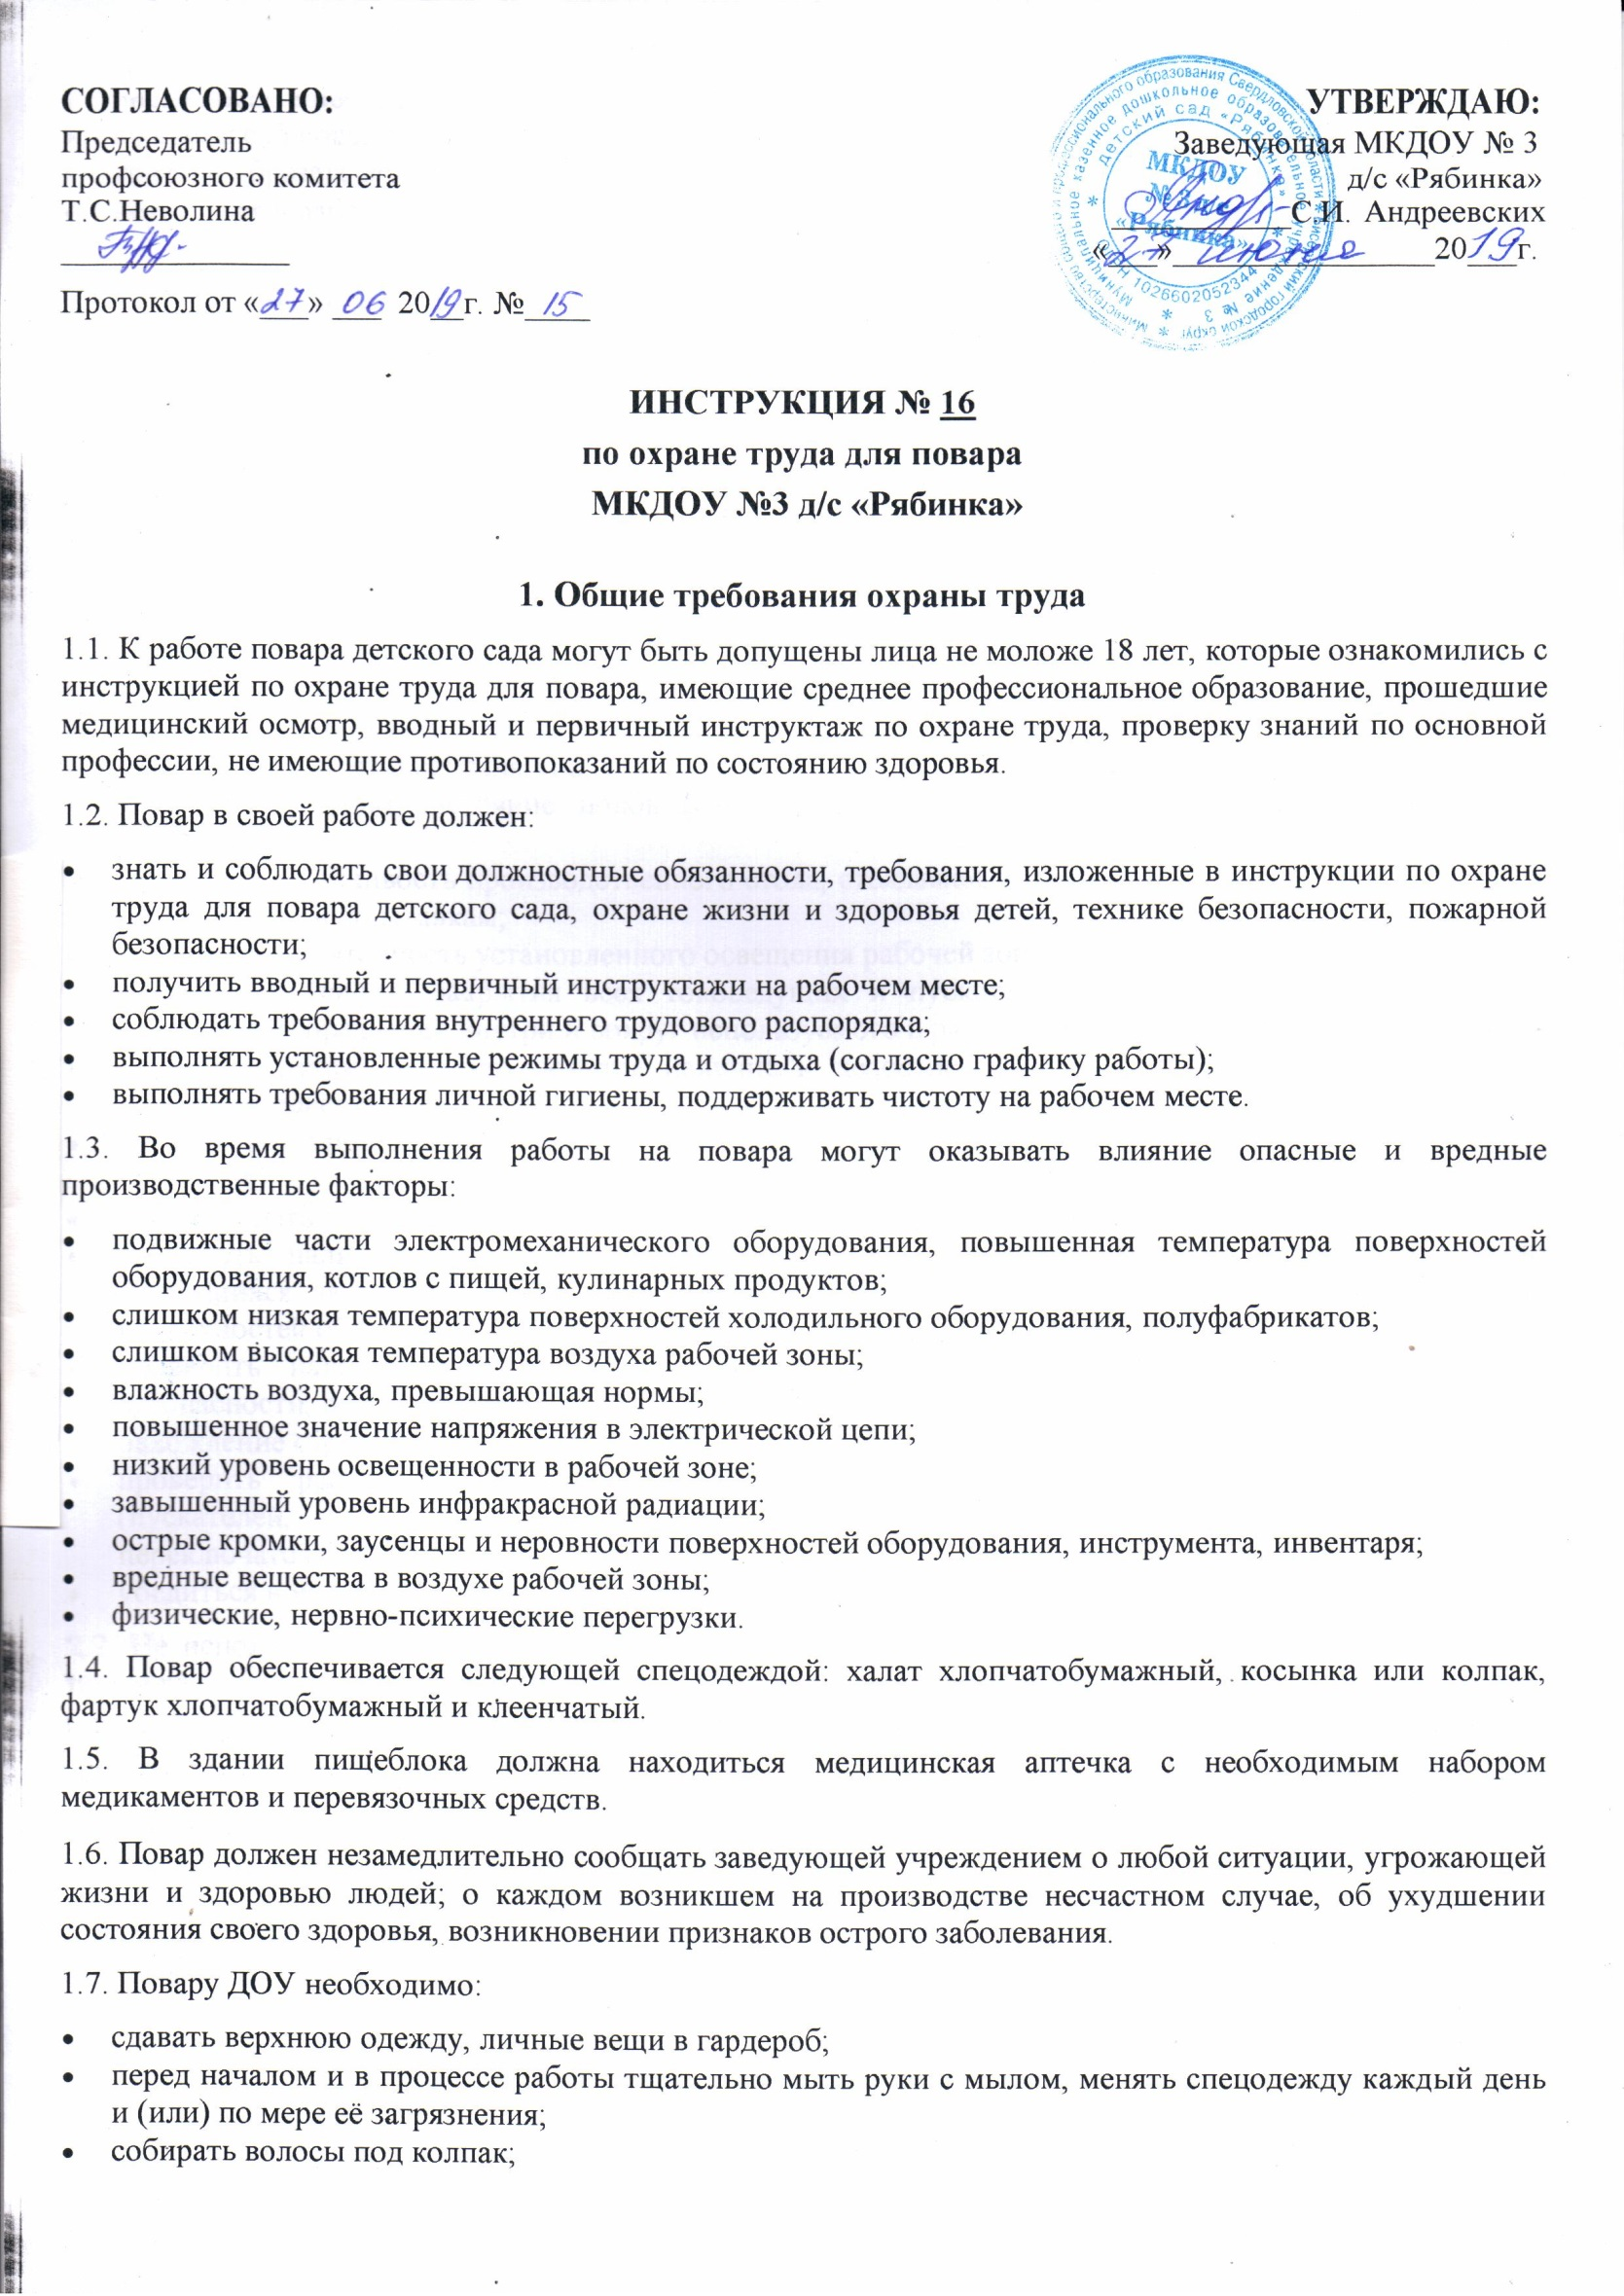 СОГЛАСОВАНО:
Председатель
профсоюзного комитета
Т.С.Неволина
Протокол от «27» 06 2019г. № 15
УТВЕРЖДАЮ:
Заведующая МКДОУ № 3
д/с «Рябинка»
С.И. Андреевских
«27» июня 2019г.
МКДОУ
№ 3
«Рябинка»
детский сад «Рябинка»
1026602052344
ИНСТРУКЦИЯ № 16
по охране труда для повара
МКДОУ №3 д/с «Рябинка»
1. Общие требования охраны труда
1.1. К работе повара детского сада могут быть допущены лица не моложе 18 лет, которые ознакомились с
инструкцией по охране труда для повара, имеющие среднее профессиональное образование, прошедшие
медицинский осмотр, вводный и первичный инструктаж по охране труда, проверку знаний по основной
профессии, не имеющие противопоказаний по состоянию здоровья.
1.2. Повар в своей работе должен:
• знать и соблюдать свои должностные обязанности, требования, изложенные в инструкции по охране
труда для повара детского сада, охране жизни и здоровья детей, технике безопасности, пожарной
безопасности;
• получить вводный и первичный инструктажи на рабочем месте;
• соблюдать требования внутреннего трудового распорядка;
• выполнять установленные режимы труда и отдыха (согласно графику работы);
• выполнять требования личной гигиены, поддерживать чистоту на рабочем месте.
1.3. Во время выполнения работы на повара могут оказывать влияние опасные и вредные
производственные факторы:
• подвижные части электромеханического оборудования, повышенная температура поверхностей
оборудования, котлов с пищей, кулинарных продуктов;
• слишком низкая температура поверхностей холодильного оборудования, полуфабрикатов;
• слишком высокая температура воздуха рабочей зоны;
• влажность воздуха, превышающая нормы;
• повышенное значение напряжения в электрической цепи;
• низкий уровень освещенности в рабочей зоне;
• завышенный уровень инфракрасной радиации;
• острые кромки, заусенцы и неровности поверхностей оборудования, инструмента, инвентаря;
• вредные вещества в воздухе рабочей зоны;
• физические, нервно-психические перегрузки.
1.4. Повар обеспечивается следующей спецодеждой: халат хлопчатобумажный, косынка или колпак,
фартук хлопчатобумажный и клеенчатый.
1.5. В здании пищеблока должна находиться медицинская аптечка с необходимым набором
медикаментов и перевязочных средств.
1.6. Повар должен незамедлительно сообщать заведующей учреждением о любой ситуации, угрожающей
жизни и здоровью людей; о каждом возникшем на производстве несчастном случае, об ухудшении
состояния своего здоровья, возникновении признаков острого заболевания.
1.7. Повару ДОУ необходимо:
• сдавать верхнюю одежду, личные вещи в гардероб;
• перед началом и в процессе работы тщательно мыть руки с мылом, менять спецодежду каждый день
и (или) по мере её загрязнения;
• собирать волосы под колпак;